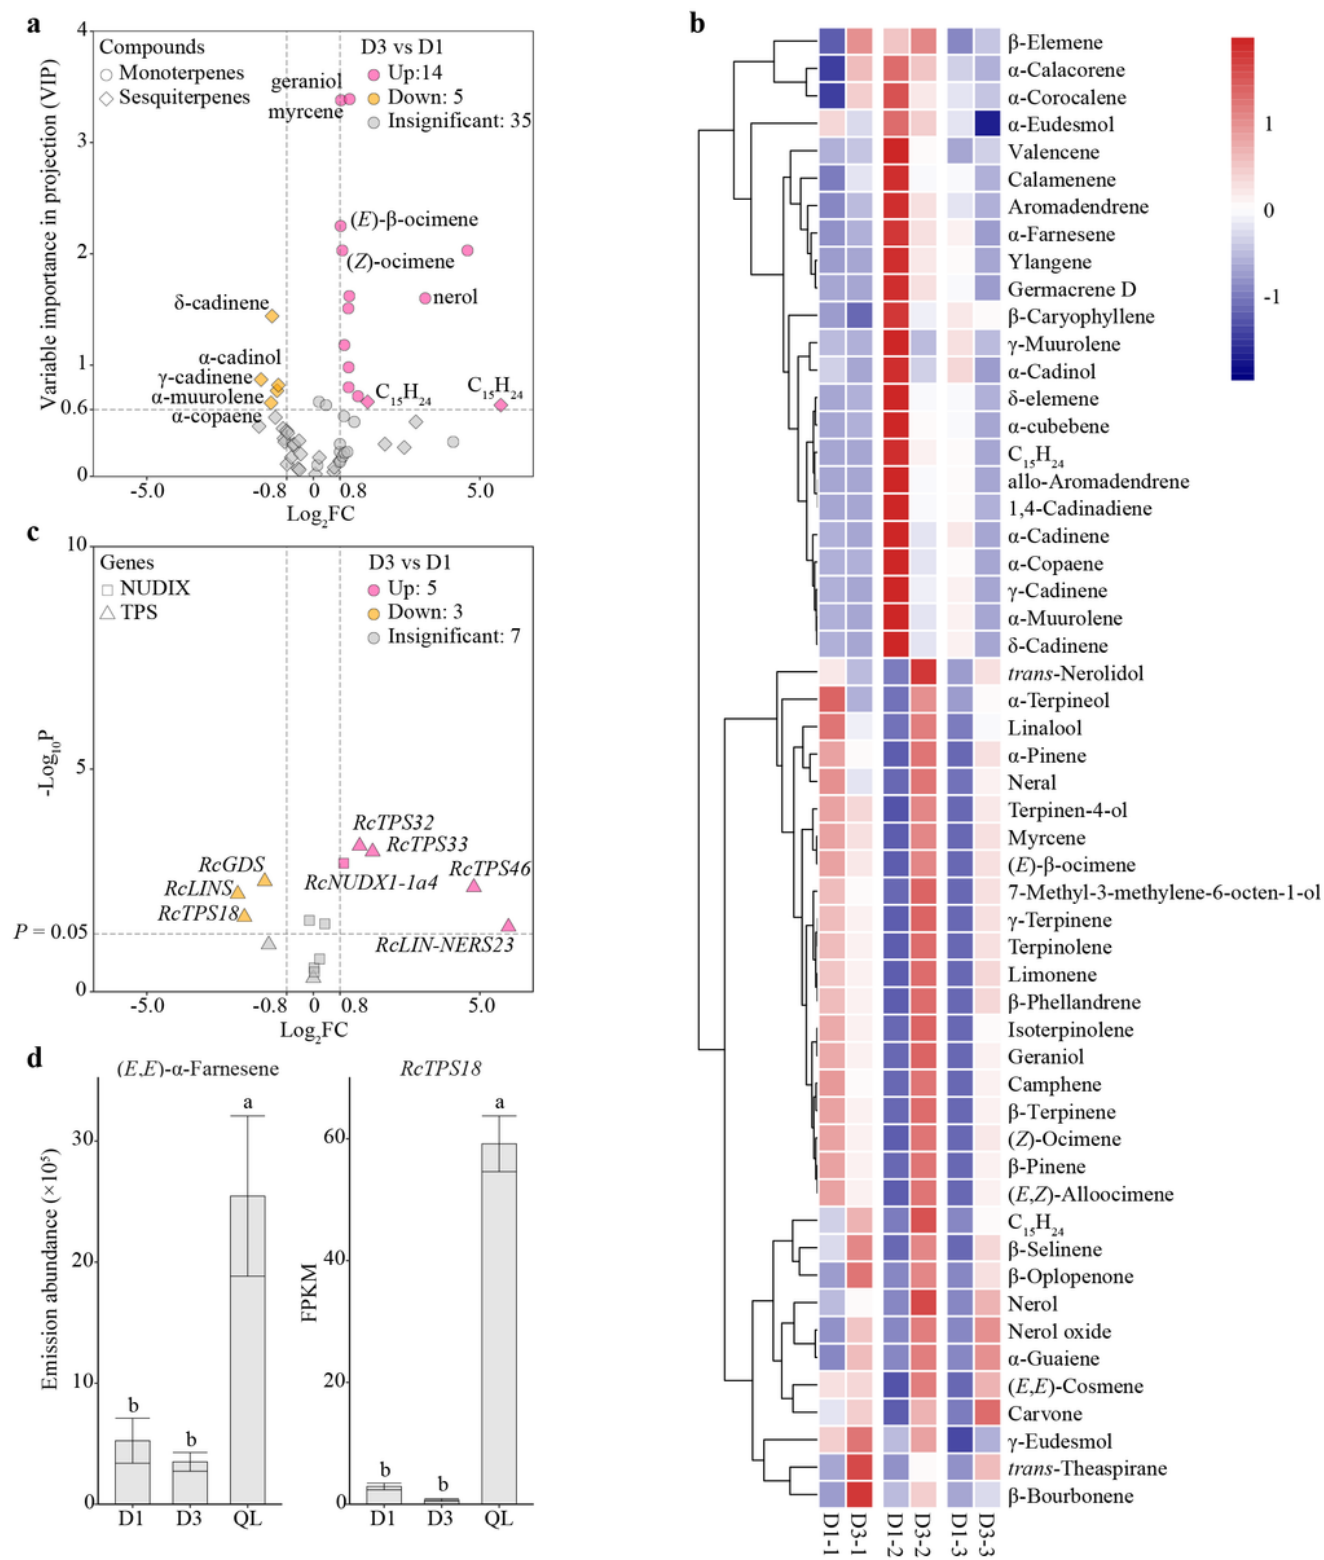 a
4
3
2
1
0.6
0
Variable importance in projection (VIP)
Compounds
Monoterpenes
Sesquiterpenes
D3 vs D1
Up:14
Down: 5
Insignificant: 35
geraniol
myrcene
(E)-β-ocimene
(Z)-ocimene
nerol
δ-cadinene
α-cadinol
γ-cadinene
α-muurolene
α-copaene
C15H24
C15H24
-5.0
-0.8
0
0.8
5.0
Log2FC
b
β-Elemene
α-Calacorene
α-Corocalene
α-Eudesmol
Valencene
Calamenene
Aromadendrene
α-Farnesene
Ylangene
Germacrene D
β-Caryophyllene
γ-Muurolene
α-Cadinol
δ-elemene
α-cubebene
C15H24
allo-Aromadendrene
1,4-Cadinadiene
α-Cadinene
α-Copaene
γ-Cadinene
α-Muurolene
δ-Cadinene
trans-Nerolidol
α-Terpineol
Linalool
α-Pinene
Neral
Terpinen-4-ol
Myrcene
(E)-β-ocimene
7-Methyl-3-methylene-6-octen-1-ol
γ-Terpinene
Terpinolene
Limonene
β-Phellandrene
Isoterpinolene
Geraniol
Camphene
β-Terpinene
(Z)-Ocimene
β-Pinene
(E,Z)-Alloocimene
C15H24
β-Selinene
β-Oplopenone
Nerol
Nerol oxide
α-Guaiene
(E,E)-Cosmene
Carvone
γ-Eudesmol
trans-Theaspirane
β-Bourbonene
D1-1
D3-1
D1-2
D3-2
D1-3
D3-3
1
0
-1
c
10
5
P = 0.05
0
-Log10P
Genes
NUDIX
TPS
D3 vs D1
Up: 5
Down: 3
Insignificant: 7
RcTPS32
RcTPS33
RcNUDX1-1a4
RcTPS46
RcLIN-NERS23
RcGDS
RcLINS
RcTPS18
-5.0
-0.8
0
0.8
5.0
Log2FC
d
(E,E)-α-Farnesene
Emission abundance (×10⁵)
30
20
10
0
b
b
a
D1
D3
QL
RcTPS18
FPKM
60
40
20
0
b
b
a
D1
D3
QL